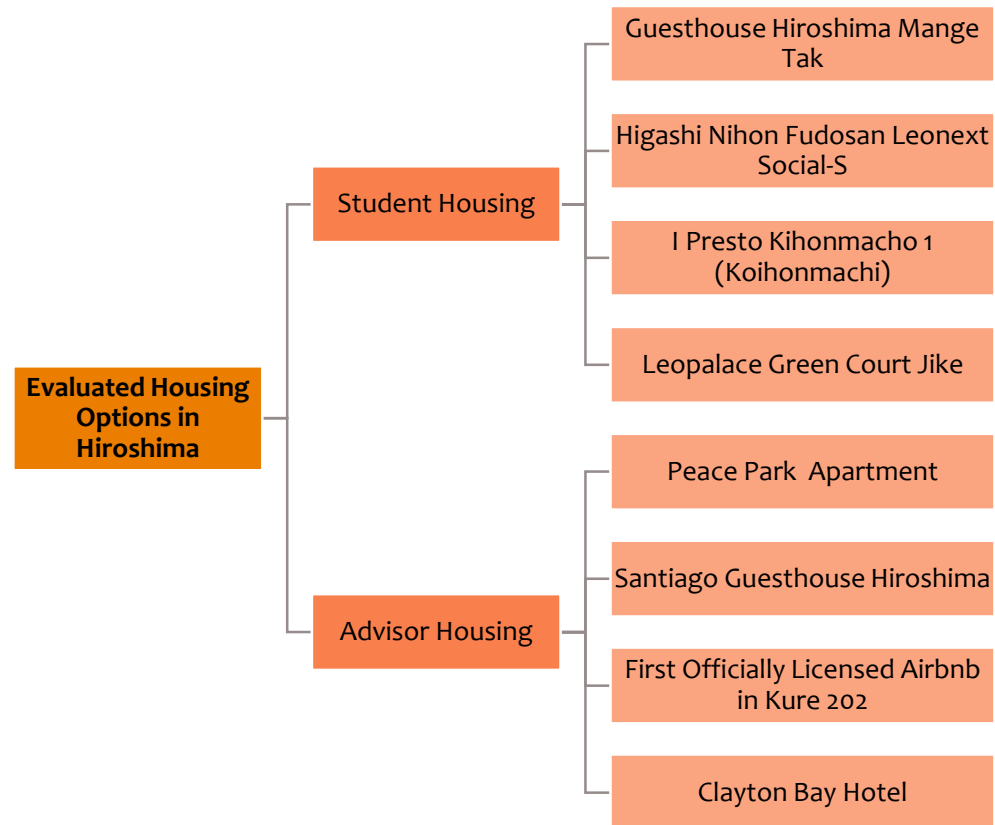 Evaluated Housing
Options in
Hiroshima
Student Housing
Guesthouse Hiroshima Mange
Tak
Higashi Nihon Fudosan Leonext
Social-S
I Presto Kihonmacho 1
(Koihonmachi)
Leopalace Green Court Jike
Advisor Housing
Peace Park  Apartment
Santiago Guesthouse Hiroshima
First Officially Licensed Airbnb
in Kure 202
Clayton Bay Hotel